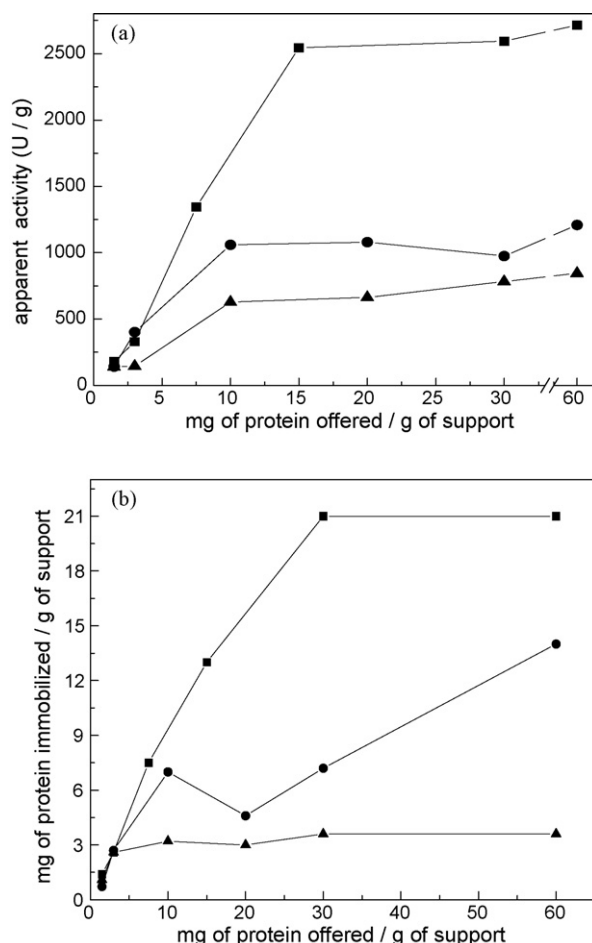 (a)
2500
2000
1500
1000
500
0
apparent activity (U / g)
0 5 10 15 20 25 30 60
mg of protein offered / g of support
(b)
21
18
15
12
9
6
3
0
mg of protein immobilized / g of support
0 10 20 30 40 50 60
mg of protein offered / g of support